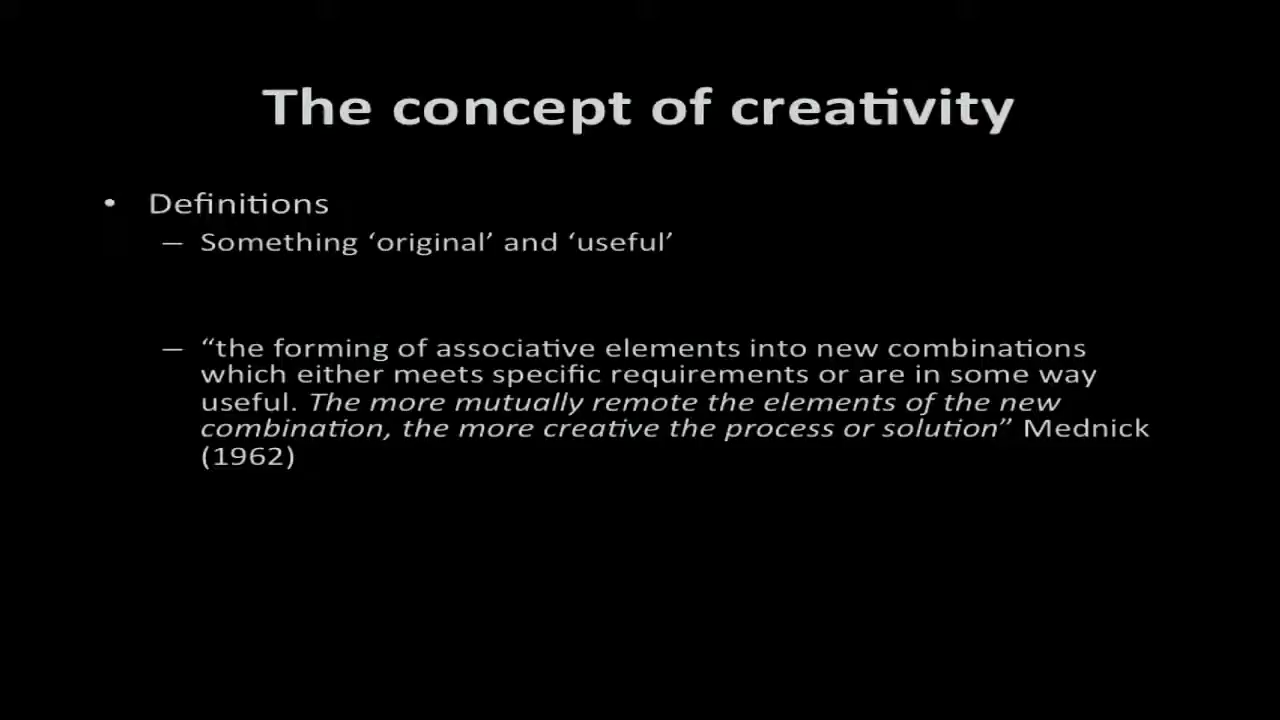 The concept of creativity
• Definitions
– Something ‘original’ and ‘useful’
– “the forming of associative elements into new combinations
which either meets specific requirements or are in some way
useful. The more mutually remote the elements of the new
combination, the more creative the process or solution” Mednick
(1962)